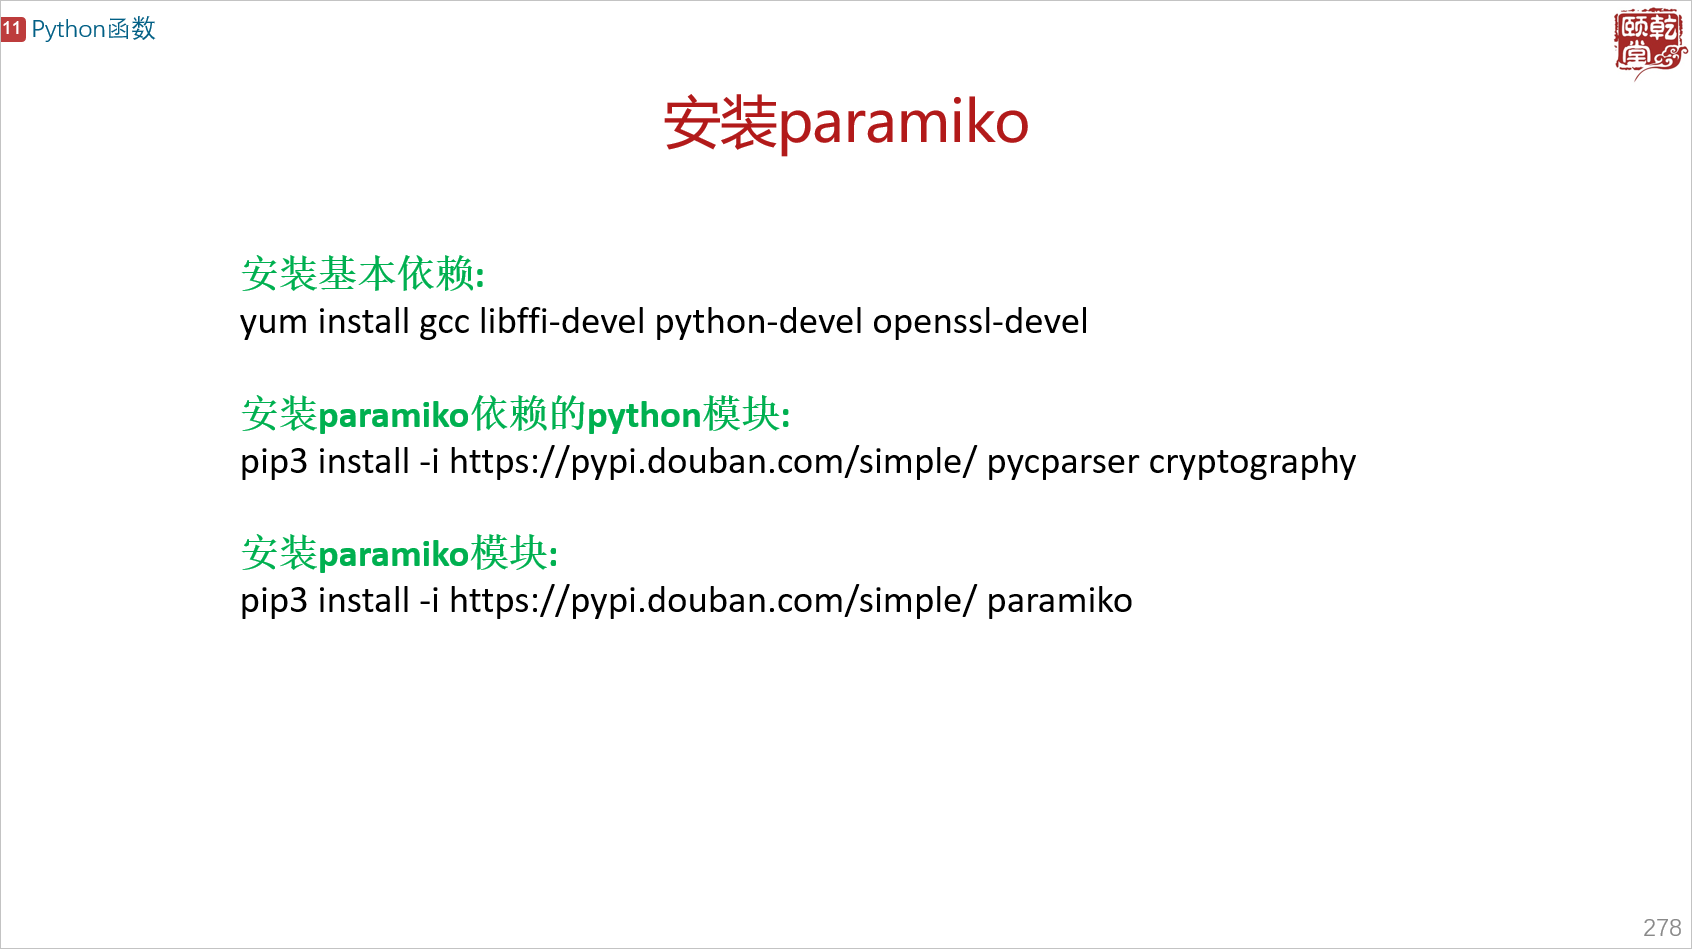 11 Python函数
颐乾
堂
安装paramiko
安装基本依赖:
yum install gcc libffi-devel python-devel openssl-devel
安装paramiko依赖的python模块:
pip3 install -i https://pypi.douban.com/simple/ pycparser cryptography
安装paramiko模块:
pip3 install -i https://pypi.douban.com/simple/ paramiko
278